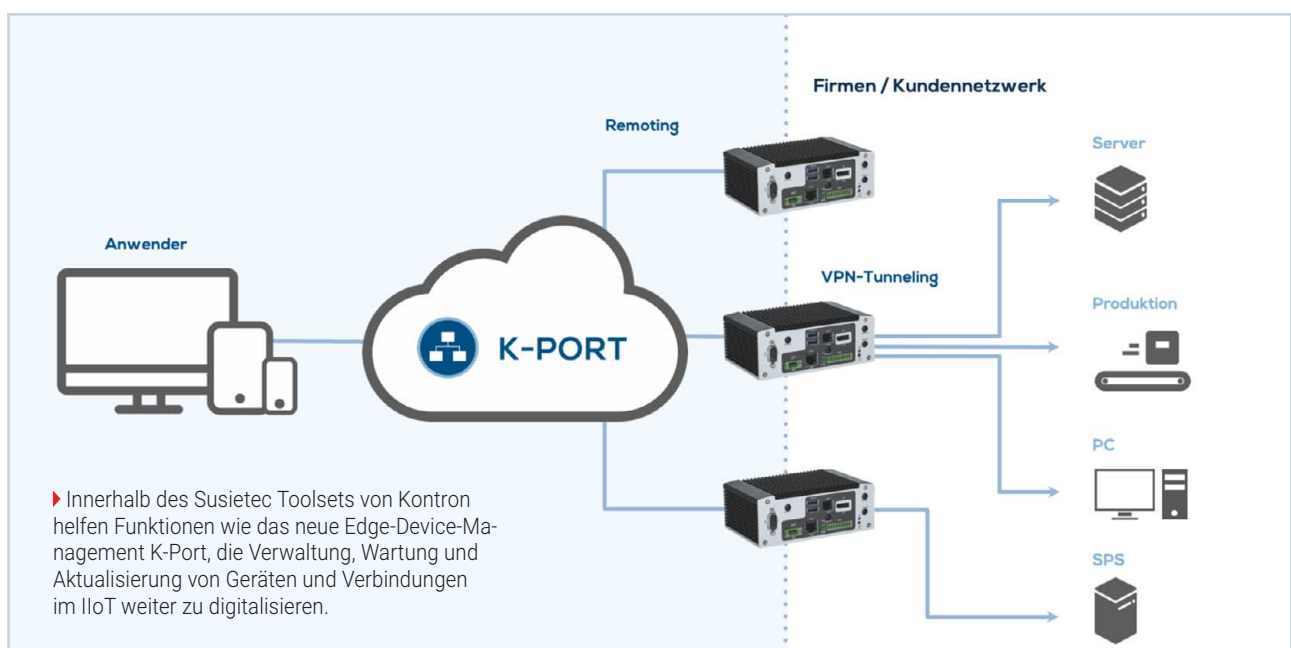 Firmen / Kundennetzwerk
Remoting
Server
Anwender
VPN-Tunneling
Produktion
K-PORT
PC
Innerhalb des Susietec Toolsets von Kontron
helfen Funktionen wie das neue Edge-Device-Ma-
nagement K-Port, die Verwaltung, Wartung und
Aktualisierung von Geräten und Verbindungen
im IIoT weiter zu digitalisieren.
SPS